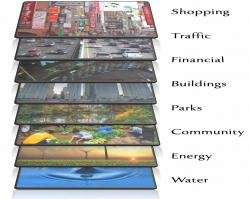 Shopping
Traffic
Financial
Buildings
Parks
Community
Energy
Water